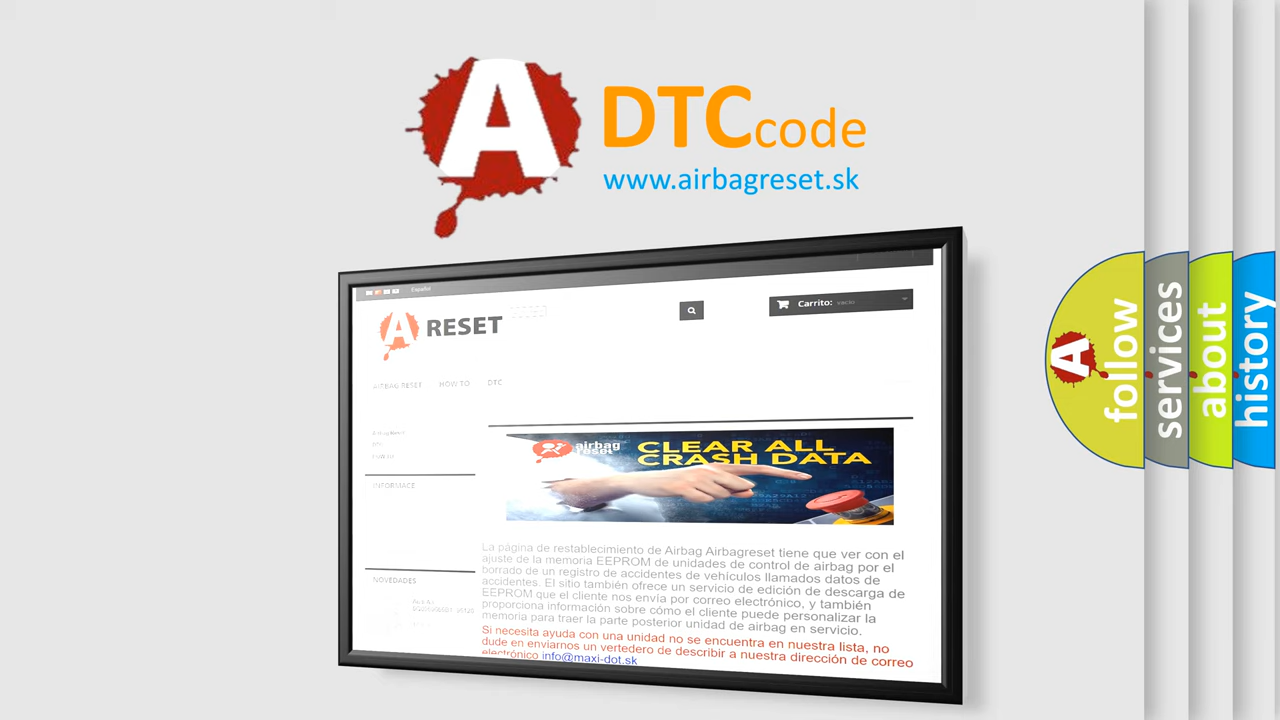 A
DTC code
www.airbagreset.sk
Español
A RESET
Carrito: vacío
AIRBAG RESET HOW TO DTC
airbag
reset
CLEAR ALL
CRASH DATA
INFORMACE
La página de restablecimiento de Airbag Airbagreset tiene que ver con el
ajuste de la memoria EEPROM de unidades de control de airbag por el
borrado de un registro de accidentes de vehículos llamados datos de
accidentes. El sitio también ofrece un servicio de edición de descarga de
EEPROM que el cliente nos envía por correo electrónico, y también
proporciona información sobre cómo el cliente puede personalizar la
memoria para traer la parte posterior unidad de airbag en servicio.
Si necesita ayuda con una unidad no se encuentra en nuestra lista, no
dude en enviarnos un vertedero de describir a nuestra dirección de correo
electrónico info@maxi-dot.sk
NOVEDADES
A
follow
services
about
history